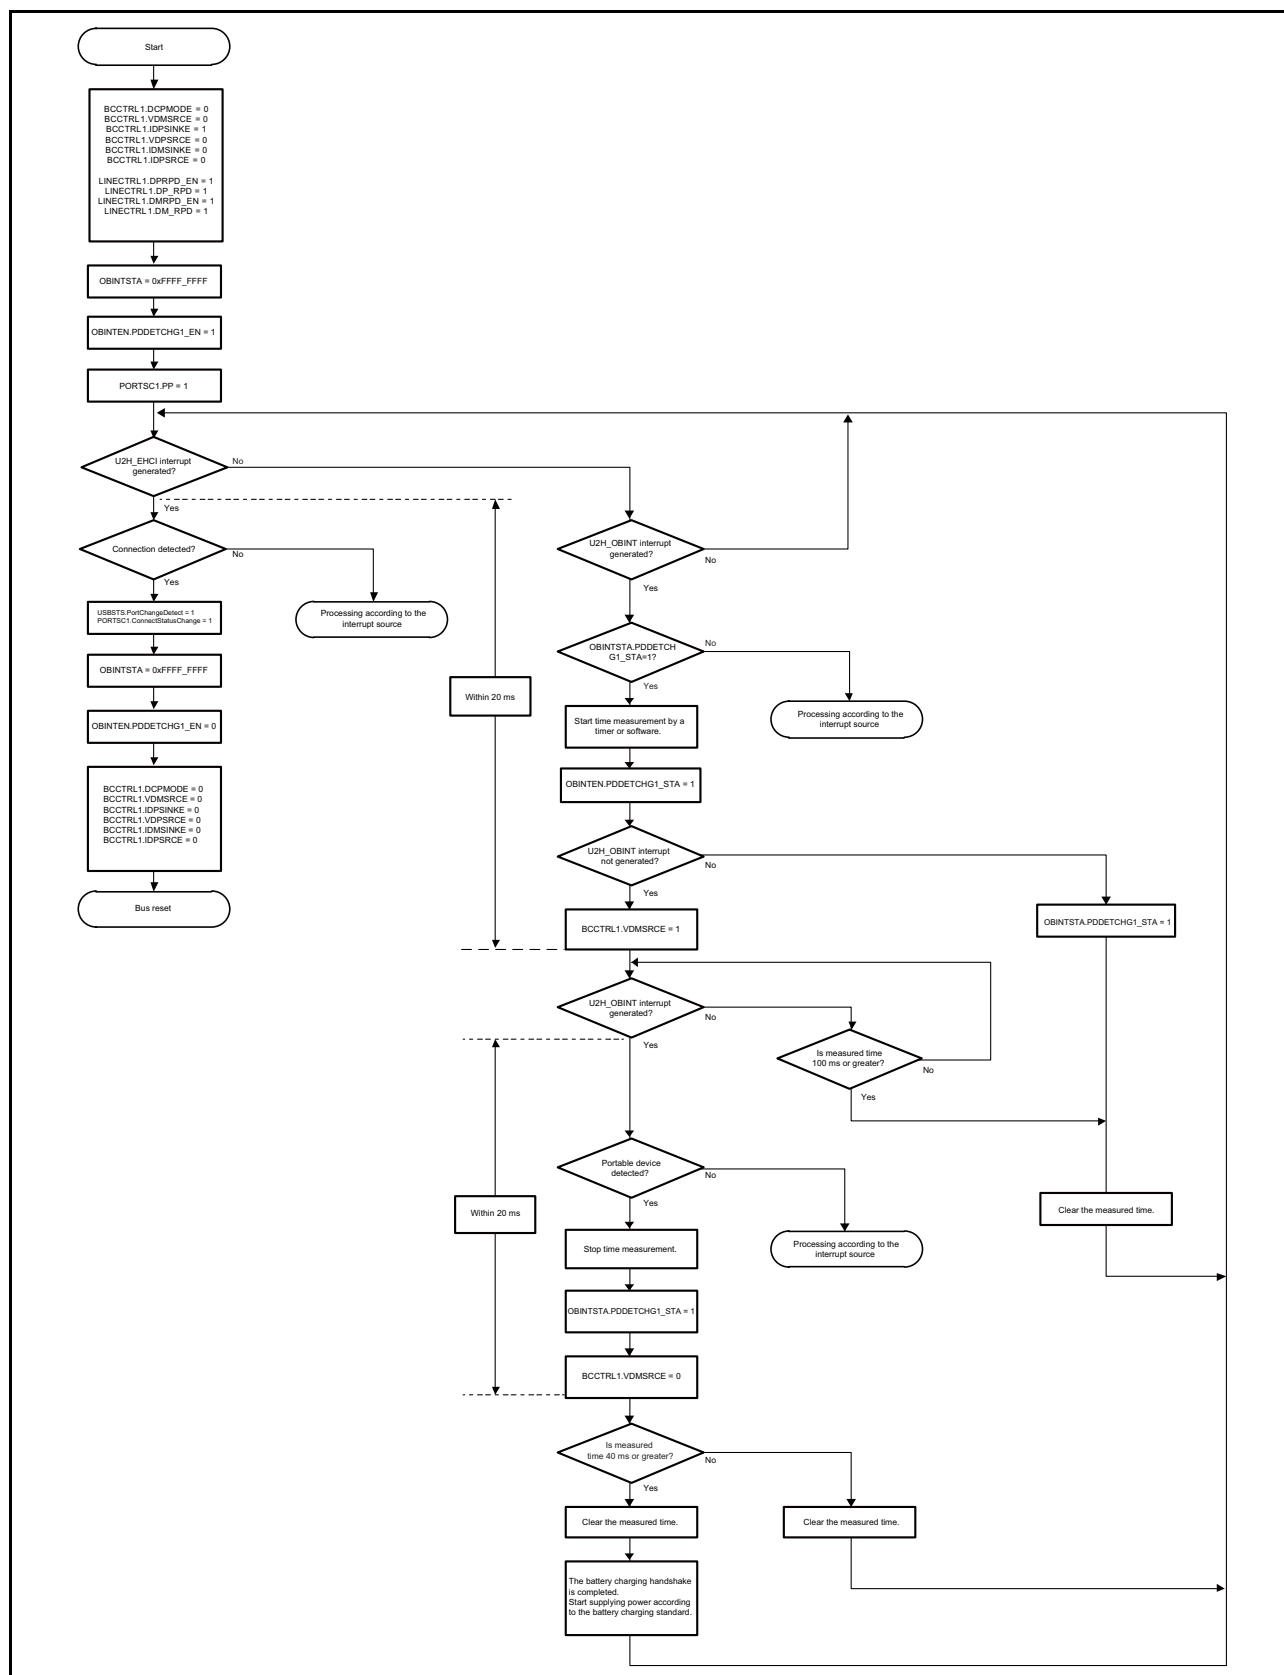 Start
BCCTRL1.DCPMODE = 0
BCCTRL1.VDMSRCE = 0
BCCTRL1.IDPSINKE = 1
BCCTRL1.VDPSRCE = 0
BCCTRL1.IDMSINKE = 0
BCCTRL1.IDPSRCE = 0
LINECTRL1.DPRPD_EN = 1
LINECTRL1.DP_RPD = 1
LINECTRL1.DMRPD_EN = 1
LINECTRL1.DM_RPD = 1
OBINTSTA = 0xFFFF_FFFF
OBINTEN.PDDETCHG1_EN = 1
PORTSC1.PP = 1
U2H_EHCI interrupt
generated?
No
Yes
Connection detected?
No
Yes
Processing according to the
interrupt source
USBSTS.PortChangeDetect = 1
PORTSC1.ConnectStatusChange = 1
OBINTSTA = 0xFFFF_FFFF
OBINTEN.PDDETCHG1_EN = 0
BCCTRL1.DCPMODE = 0
BCCTRL1.VDMSRCE = 0
BCCTRL1.IDPSINKE = 0
BCCTRL1.VDPSRCE = 0
BCCTRL1.IDMSINKE = 0
BCCTRL1.IDPSRCE = 0
Bus reset
Within 20 ms
U2H_OBINT interrupt
generated?
No
Yes
OBINTSTA.PDDETCH
G1_STA=1?
No
Yes
Processing according to the
interrupt source
Start time measurement by a
timer or software.
OBINTEN.PDDETCHG1_STA = 1
U2H_OBINT interrupt
not generated?
No
Yes
OBINTSTA.PDDETCHG1_STA = 1
BCCTRL1.VDMSRCE = 1
U2H_OBINT interrupt
generated?
No
Yes
Is measured time
100 ms or greater?
No
Yes
Portable device
detected?
No
Yes
Within 20 ms
Clear the measured time.
Processing according to the
interrupt source
Stop time measurement.
OBINTSTA.PDDETCHG1_STA = 1
BCCTRL1.VDMSRCE = 0
Is measured
time 40 ms or greater?
No
Yes
Clear the measured time.
Clear the measured time.
The battery charging handshake
is completed.
Start supplying power according
to the battery charging standard.